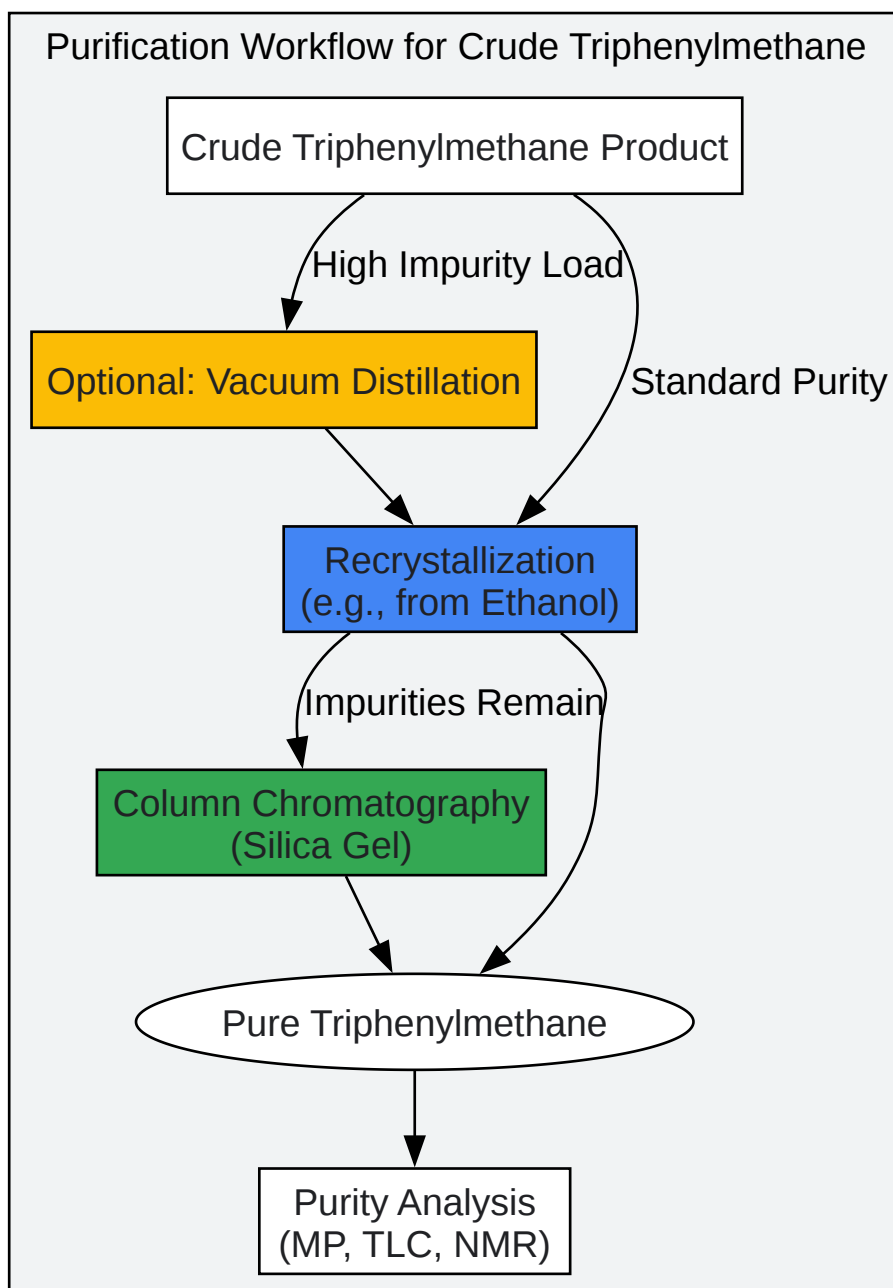 Purification Workflow for Crude Triphenylmethane
Crude Triphenylmethane Product
High Impurity Load
Optional: Vacuum Distillation
Standard Purity
Recrystallization
(e.g., from Ethanol)
Impurities Remain
Column Chromatography
(Silica Gel)
Pure Triphenylmethane
Purity Analysis
(MP, TLC, NMR)